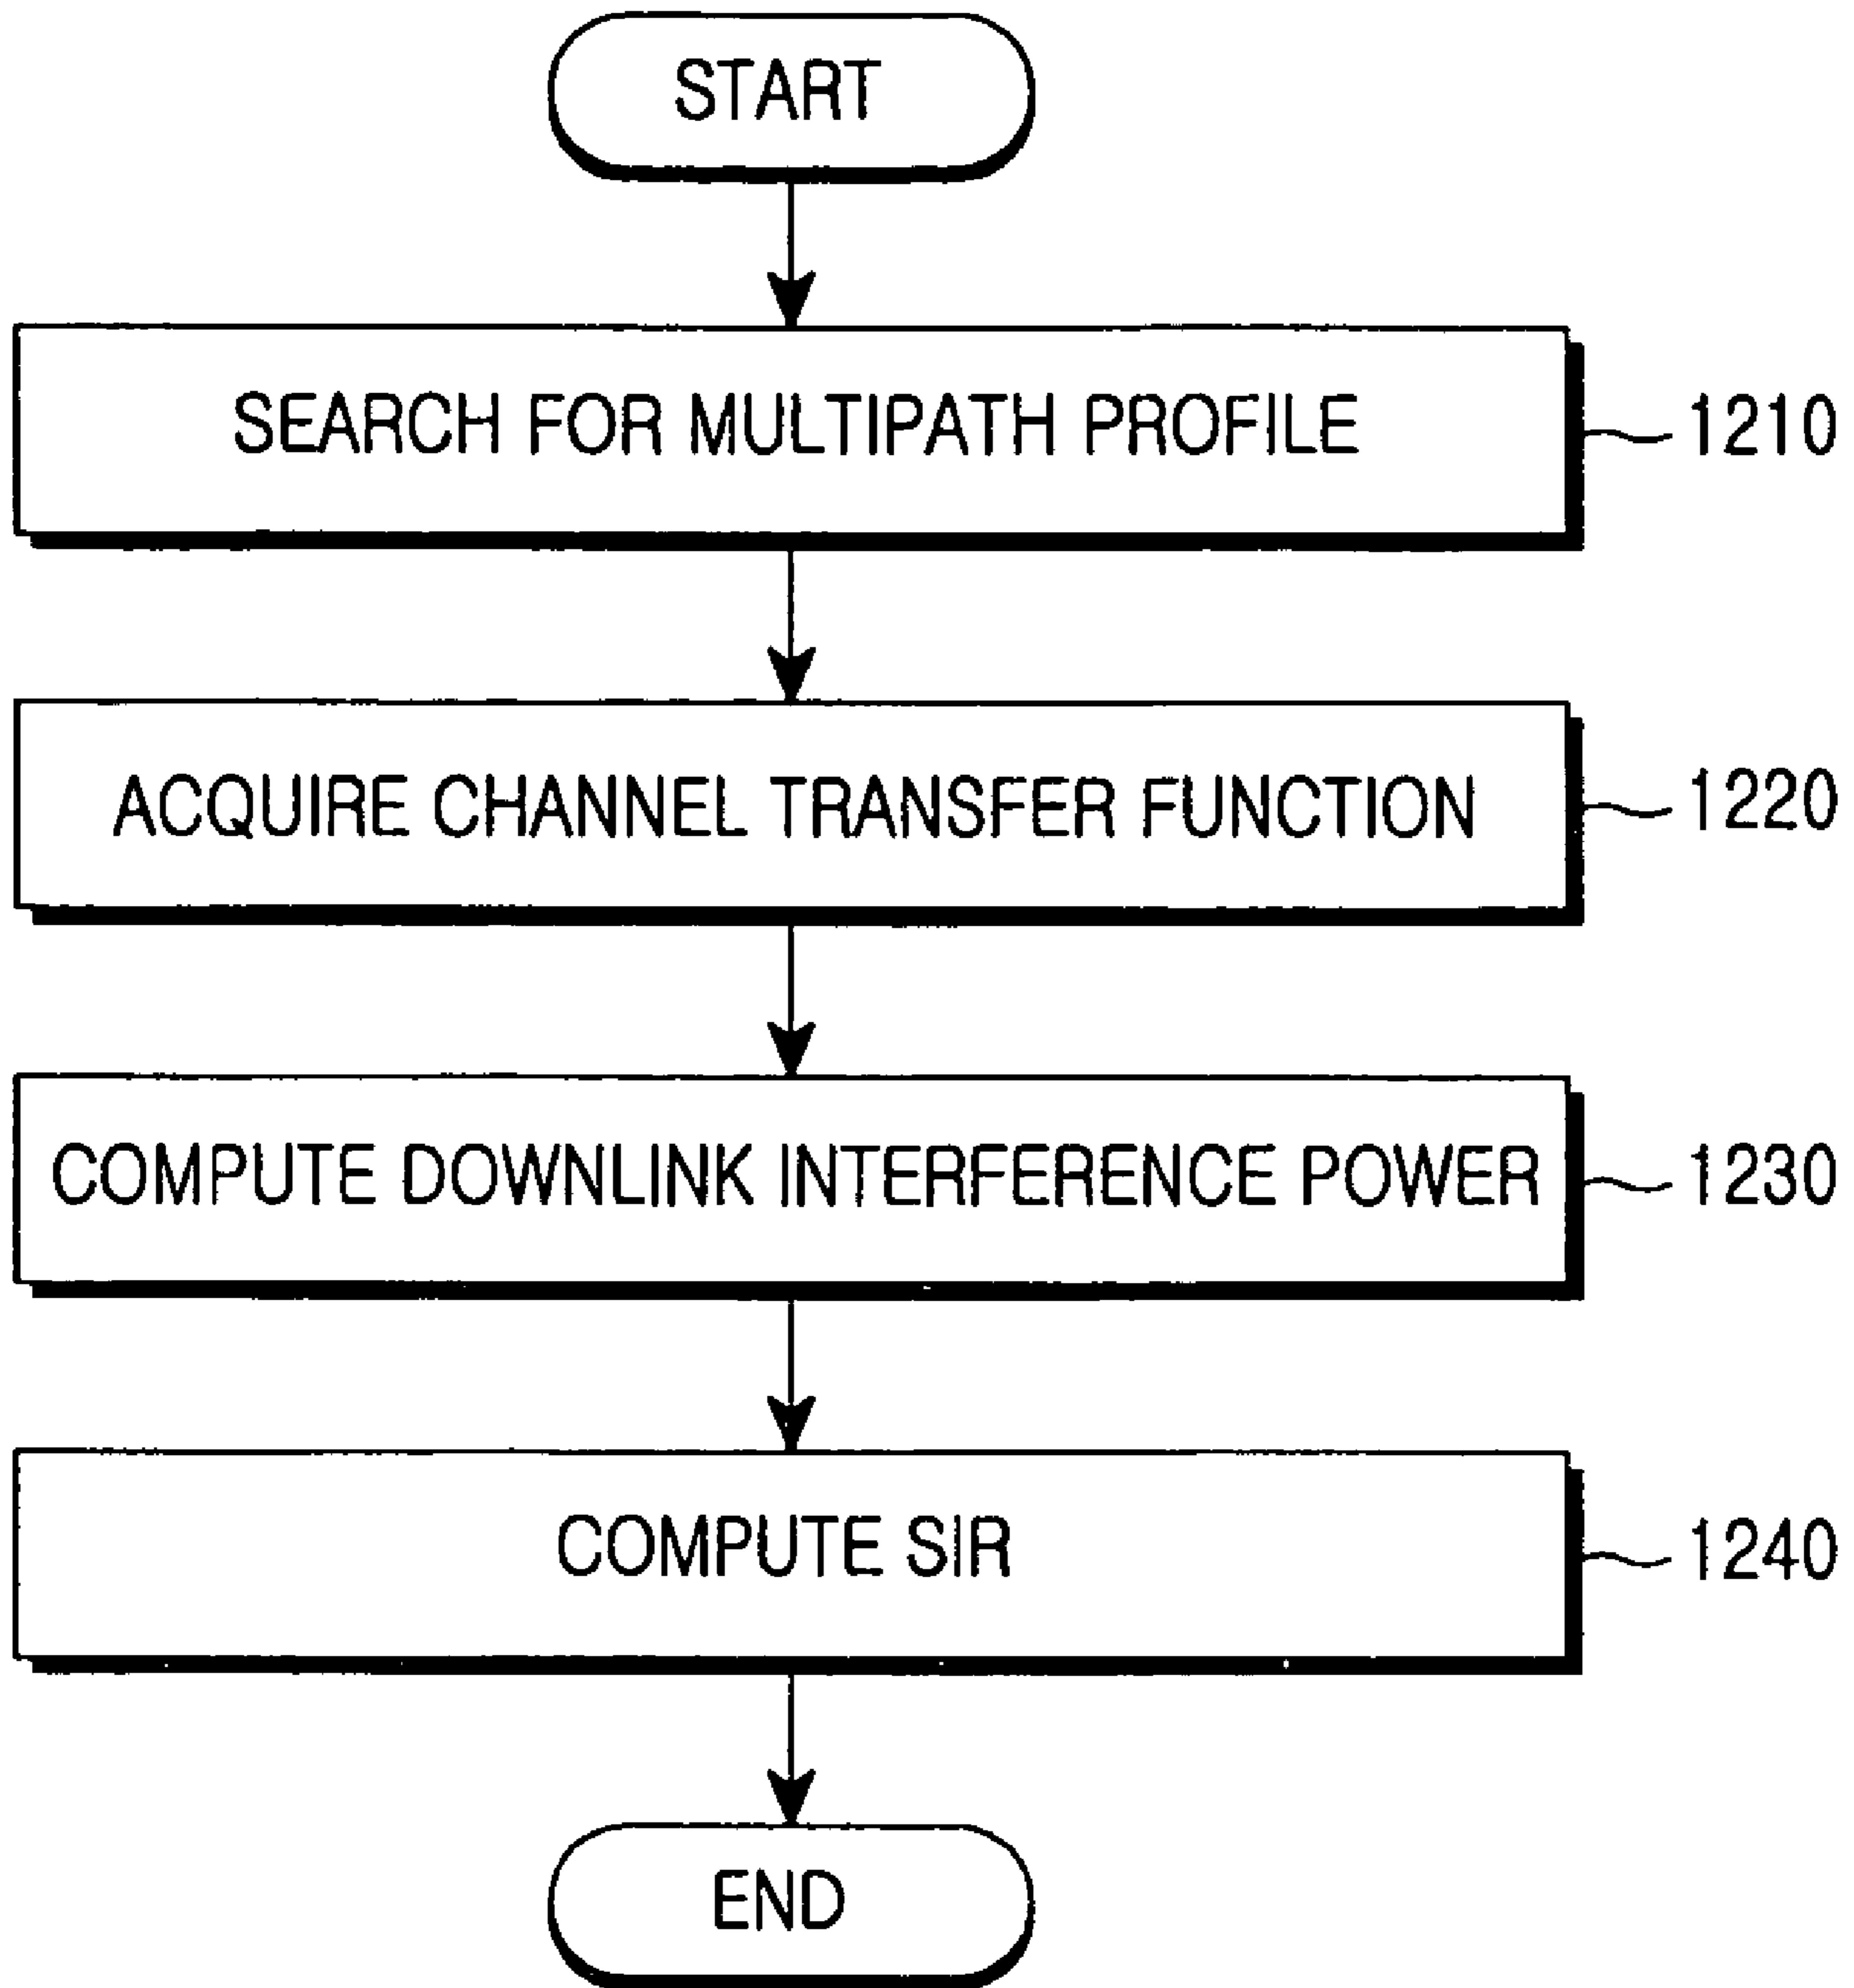 START
SEARCH FOR MULTIPATH PROFILE
1210
ACQUIRE CHANNEL TRANSFER FUNCTION
1220
COMPUTE DOWNLINK INTERFERENCE POWER
1230
COMPUTE SIR
1240
END